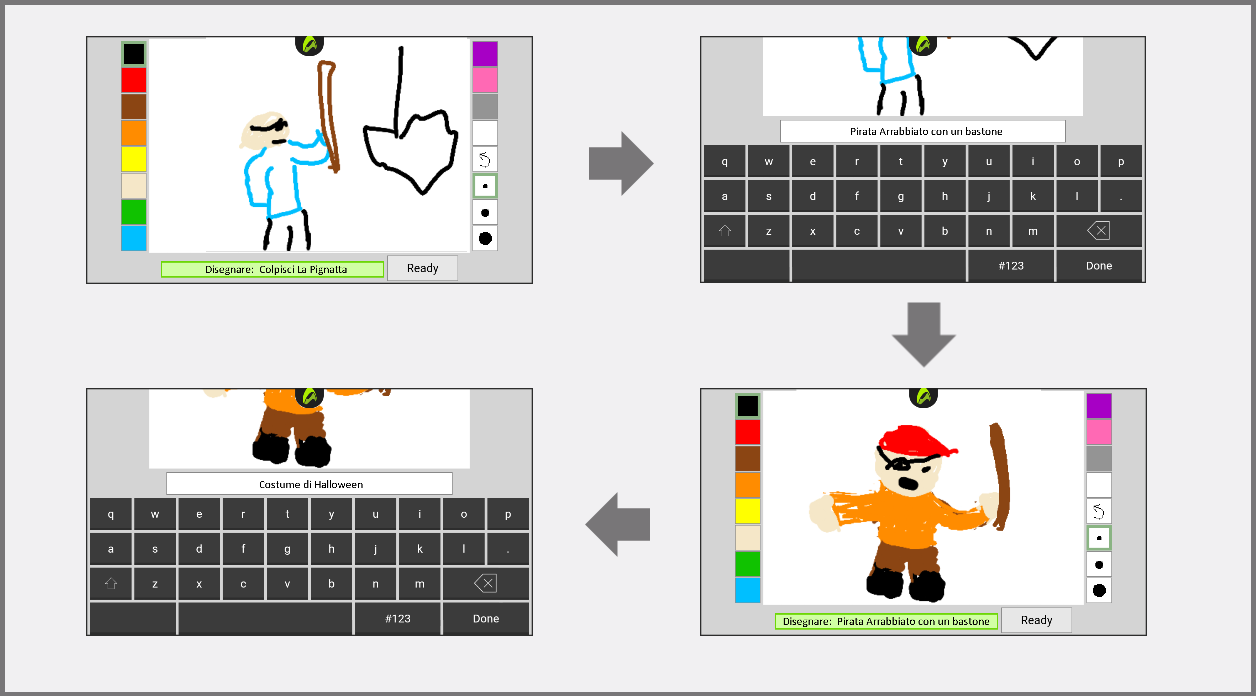 Disegnare: Colpisci La Pignatta
Ready
Pirata Arrabbiato con un bastone
q w e r t y u i o p
a s d f g h j k l .
z x c v b n m
#123 Done
Disegnare: Pirata Arrabbiato con un bastone
Ready
Costume di Halloween
q w e r t y u i o p
a s d f g h j k l .
z x c v b n m
#123 Done